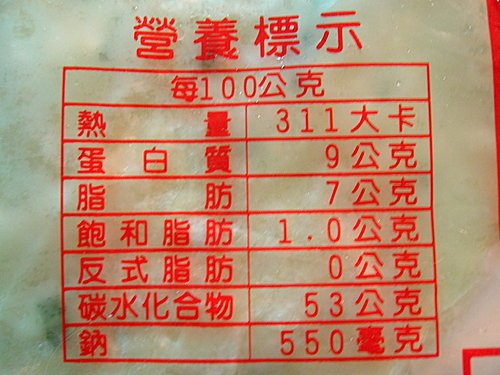 營養標示
每100公克
熱量 311大卡
蛋白質 9公克
脂肪 7公克
飽和脂肪 1.0公克
反式脂肪 0公克
碳水化合物 53公克
鈉 550毫克